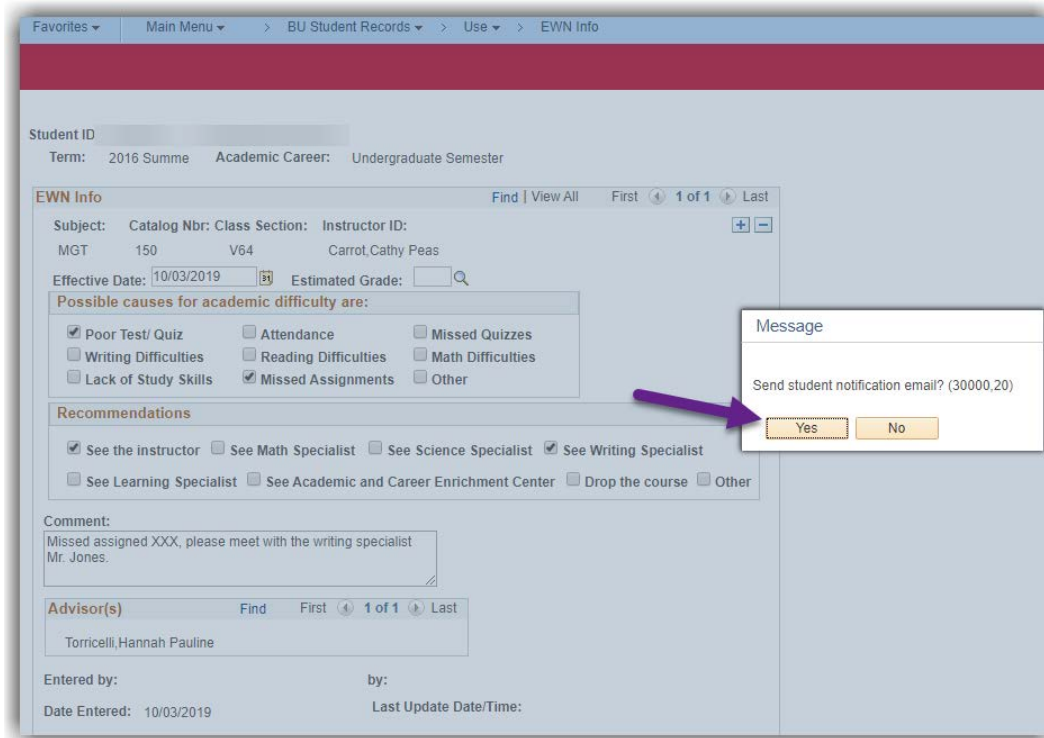 Favorites Main Menu > BU Student Records > Use > EWN Info
Student ID
Term: 2016 Summe Academic Career: Undergraduate Semester
EWN Info Find | View All First 1 of 1 Last
Subject: Catalog Nbr: Class Section: Instructor ID:
MGT 150 V64 Carrot,Cathy Peas
Effective Date: 10/03/2019 31 Estimated Grade:
Possible causes for academic difficulty are:
Poor Test/ Quiz Attendance Missed Quizzes
Writing Difficulties Reading Difficulties Math Difficulties
Lack of Study Skills Missed Assignments Other
Message
Send student notification email? (30000,20)
Yes No
Recommendations
See the instructor See Math Specialist See Science Specialist See Writing Specialist
See Learning Specialist See Academic and Career Enrichment Center Drop the course Other
Comment:
Missed assigned XXX, please meet with the writing specialist
Mr. Jones.
Advisor(s) Find First 1 of 1 Last
Torricelli,Hannah Pauline
Entered by: by:
Date Entered: 10/03/2019 Last Update Date/Time: